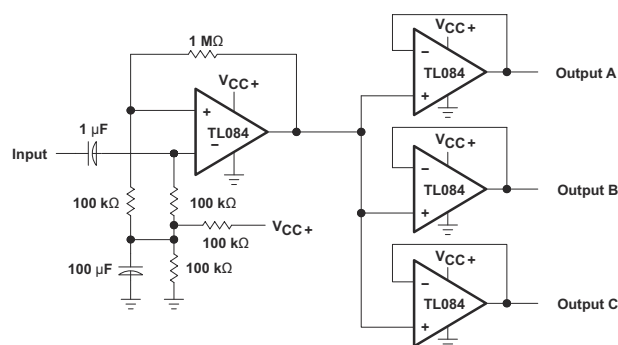 1 MΩ
VCC+
+
TL084
−
1 µF
Input
100 kΩ
100 kΩ
100 kΩ
VCC+
100 µF
100 kΩ
VCC+
−
TL084
+
Output A
VCC+
−
TL084
+
Output B
VCC+
−
TL084
+
Output C